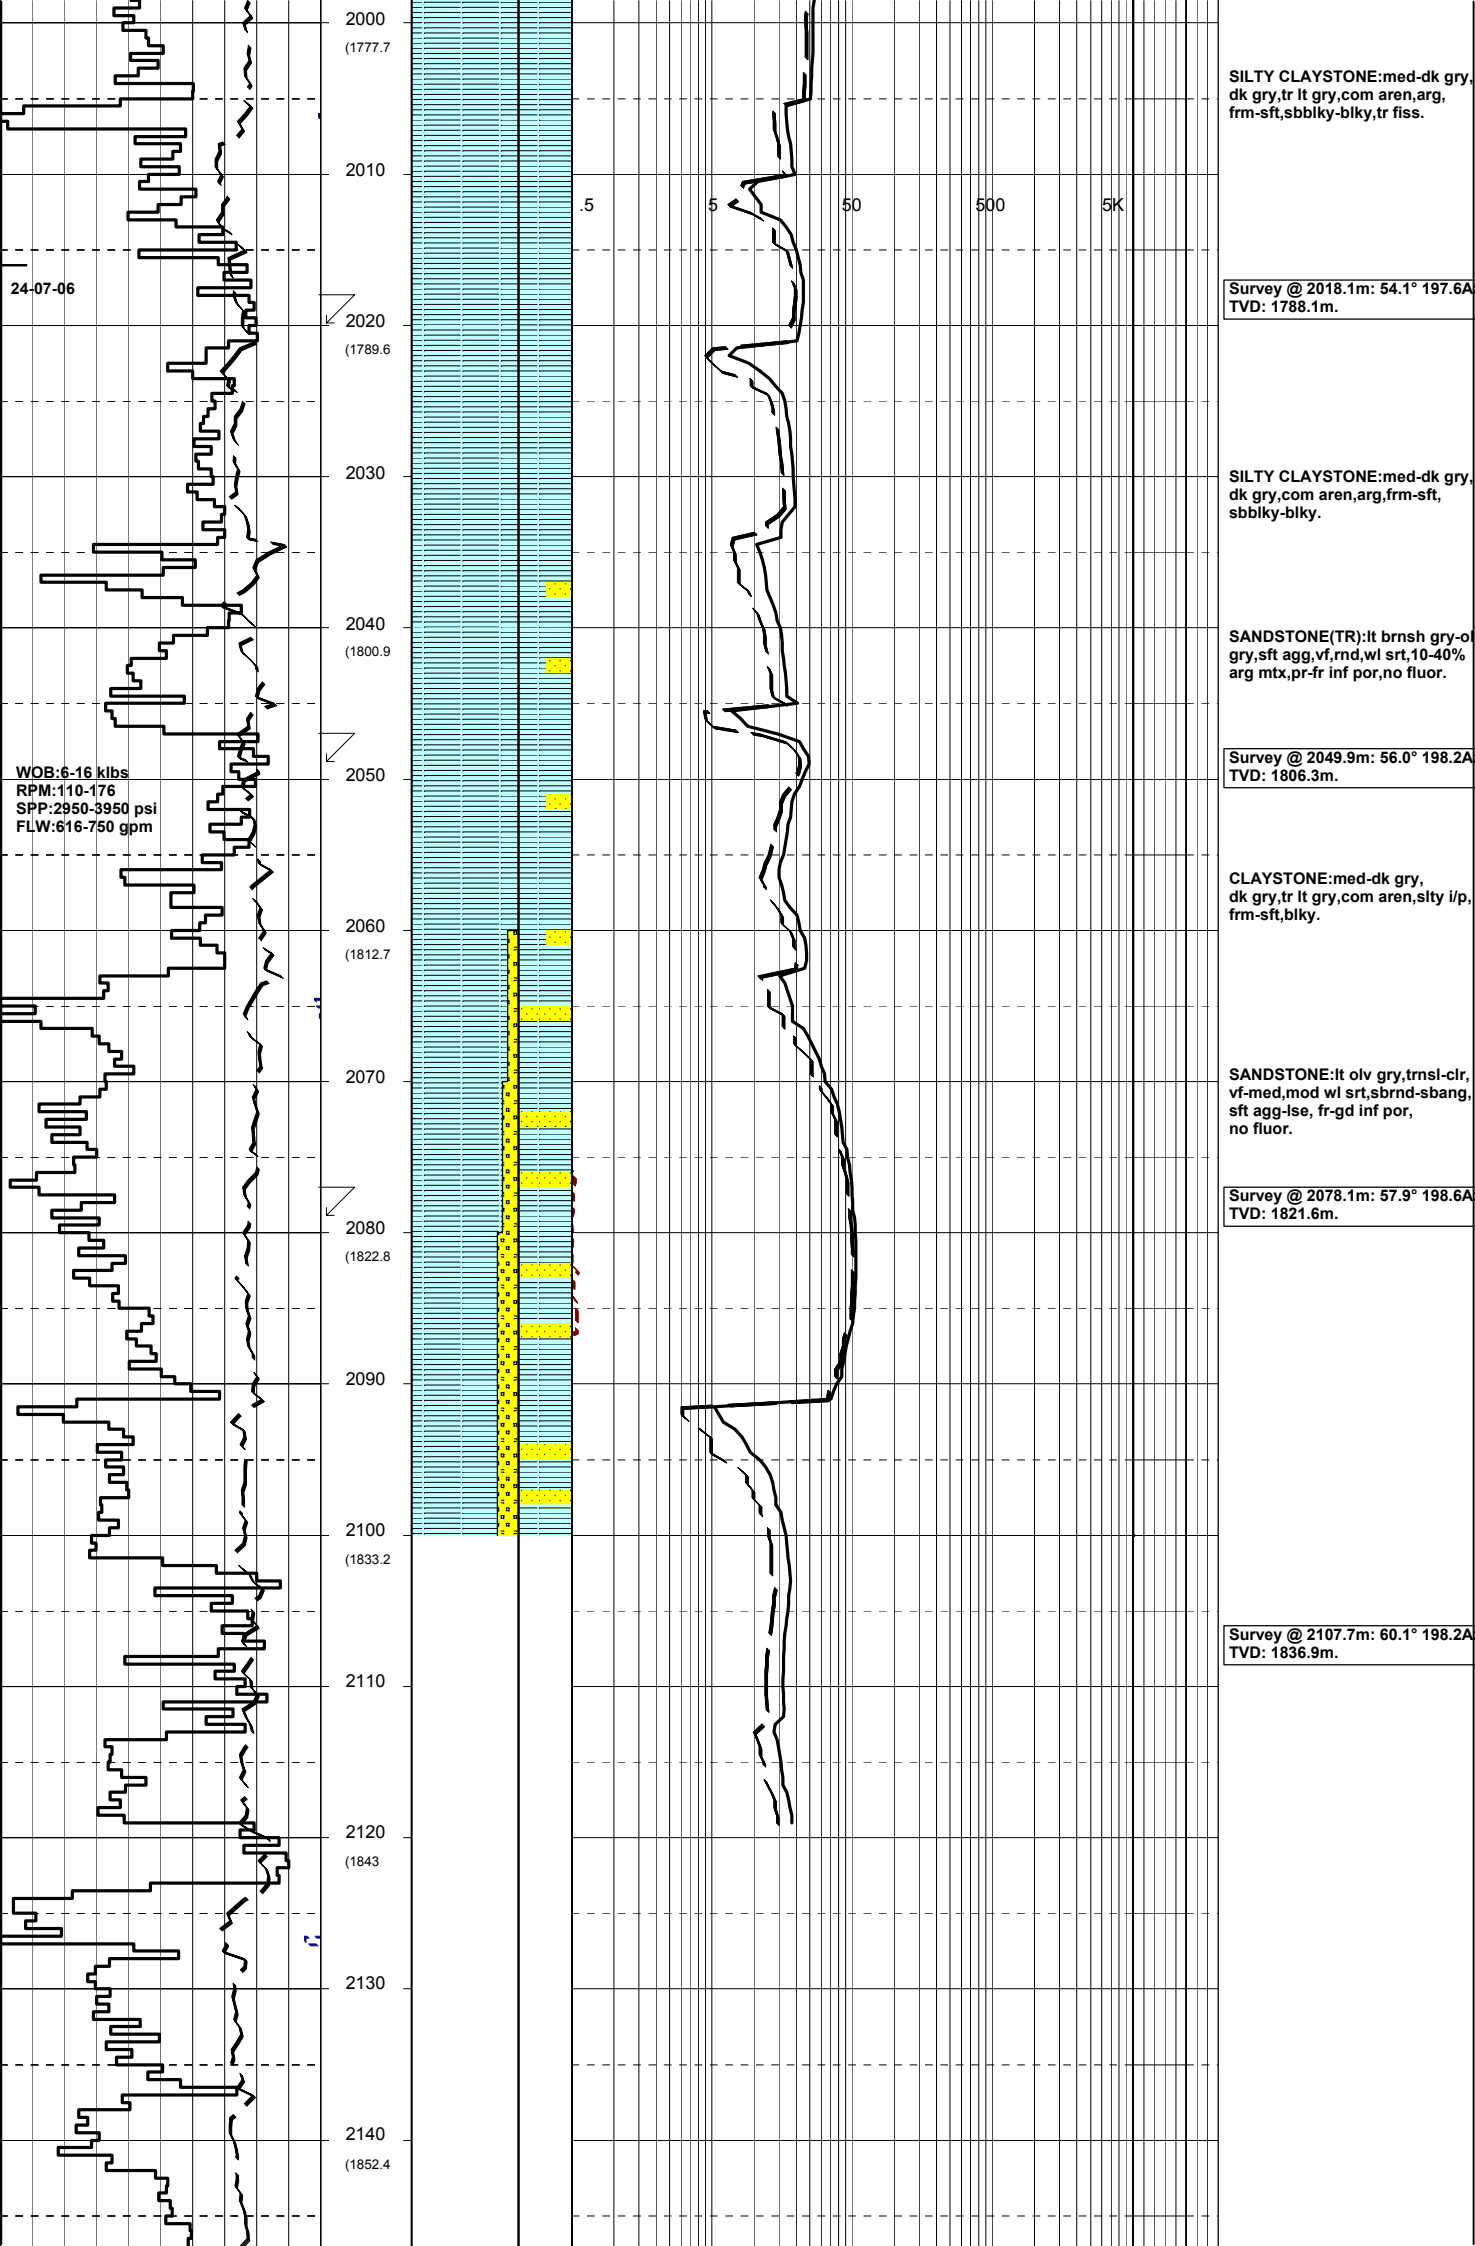 2000
(1777.7
SILTY CLAYSTONE:med-dk gry,
dk gry,tr lt gry,com aren,arg,
frm-sft,sbblky-blky,tr fiss.
2010
.5 5 50 500 5K
24-07-06
Survey @ 2018.1m: 54.1° 197.6A
TVD: 1788.1m.
2020
(1789.6
2030
SILTY CLAYSTONE:med-dk gry,
dk gry,com aren,arg,frm-sft,
sbblky-blky.
2040
(1800.9
SANDSTONE(TR):lt brnsh gry-ol
gry,sft agg,vf,rnd,wl srt,10-40%
arg mtx,pr-fr inf por,no fluor.
Survey @ 2049.9m: 56.0° 198.2A
TVD: 1806.3m.
WOB:6-16 klbs
RPM:110-176
SPP:2950-3950 psi
FLW:616-750 gpm
2050
CLAYSTONE:med-dk gry,
dk gry,tr lt gry,com aren,slty i/p,
frm-sft,blky.
2060
(1812.7
2070
SANDSTONE:lt olv gry,trnsl-clr,
vf-med,mod wl srt,sbrnd-sbang,
sft agg-lse, fr-gd inf por,
no fluor.
Survey @ 2078.1m: 57.9° 198.6A
TVD: 1821.6m.
2080
(1822.8
2090
2100
(1833.2
Survey @ 2107.7m: 60.1° 198.2A
TVD: 1836.9m.
2110
2120
(1843
2130
2140
(1852.4